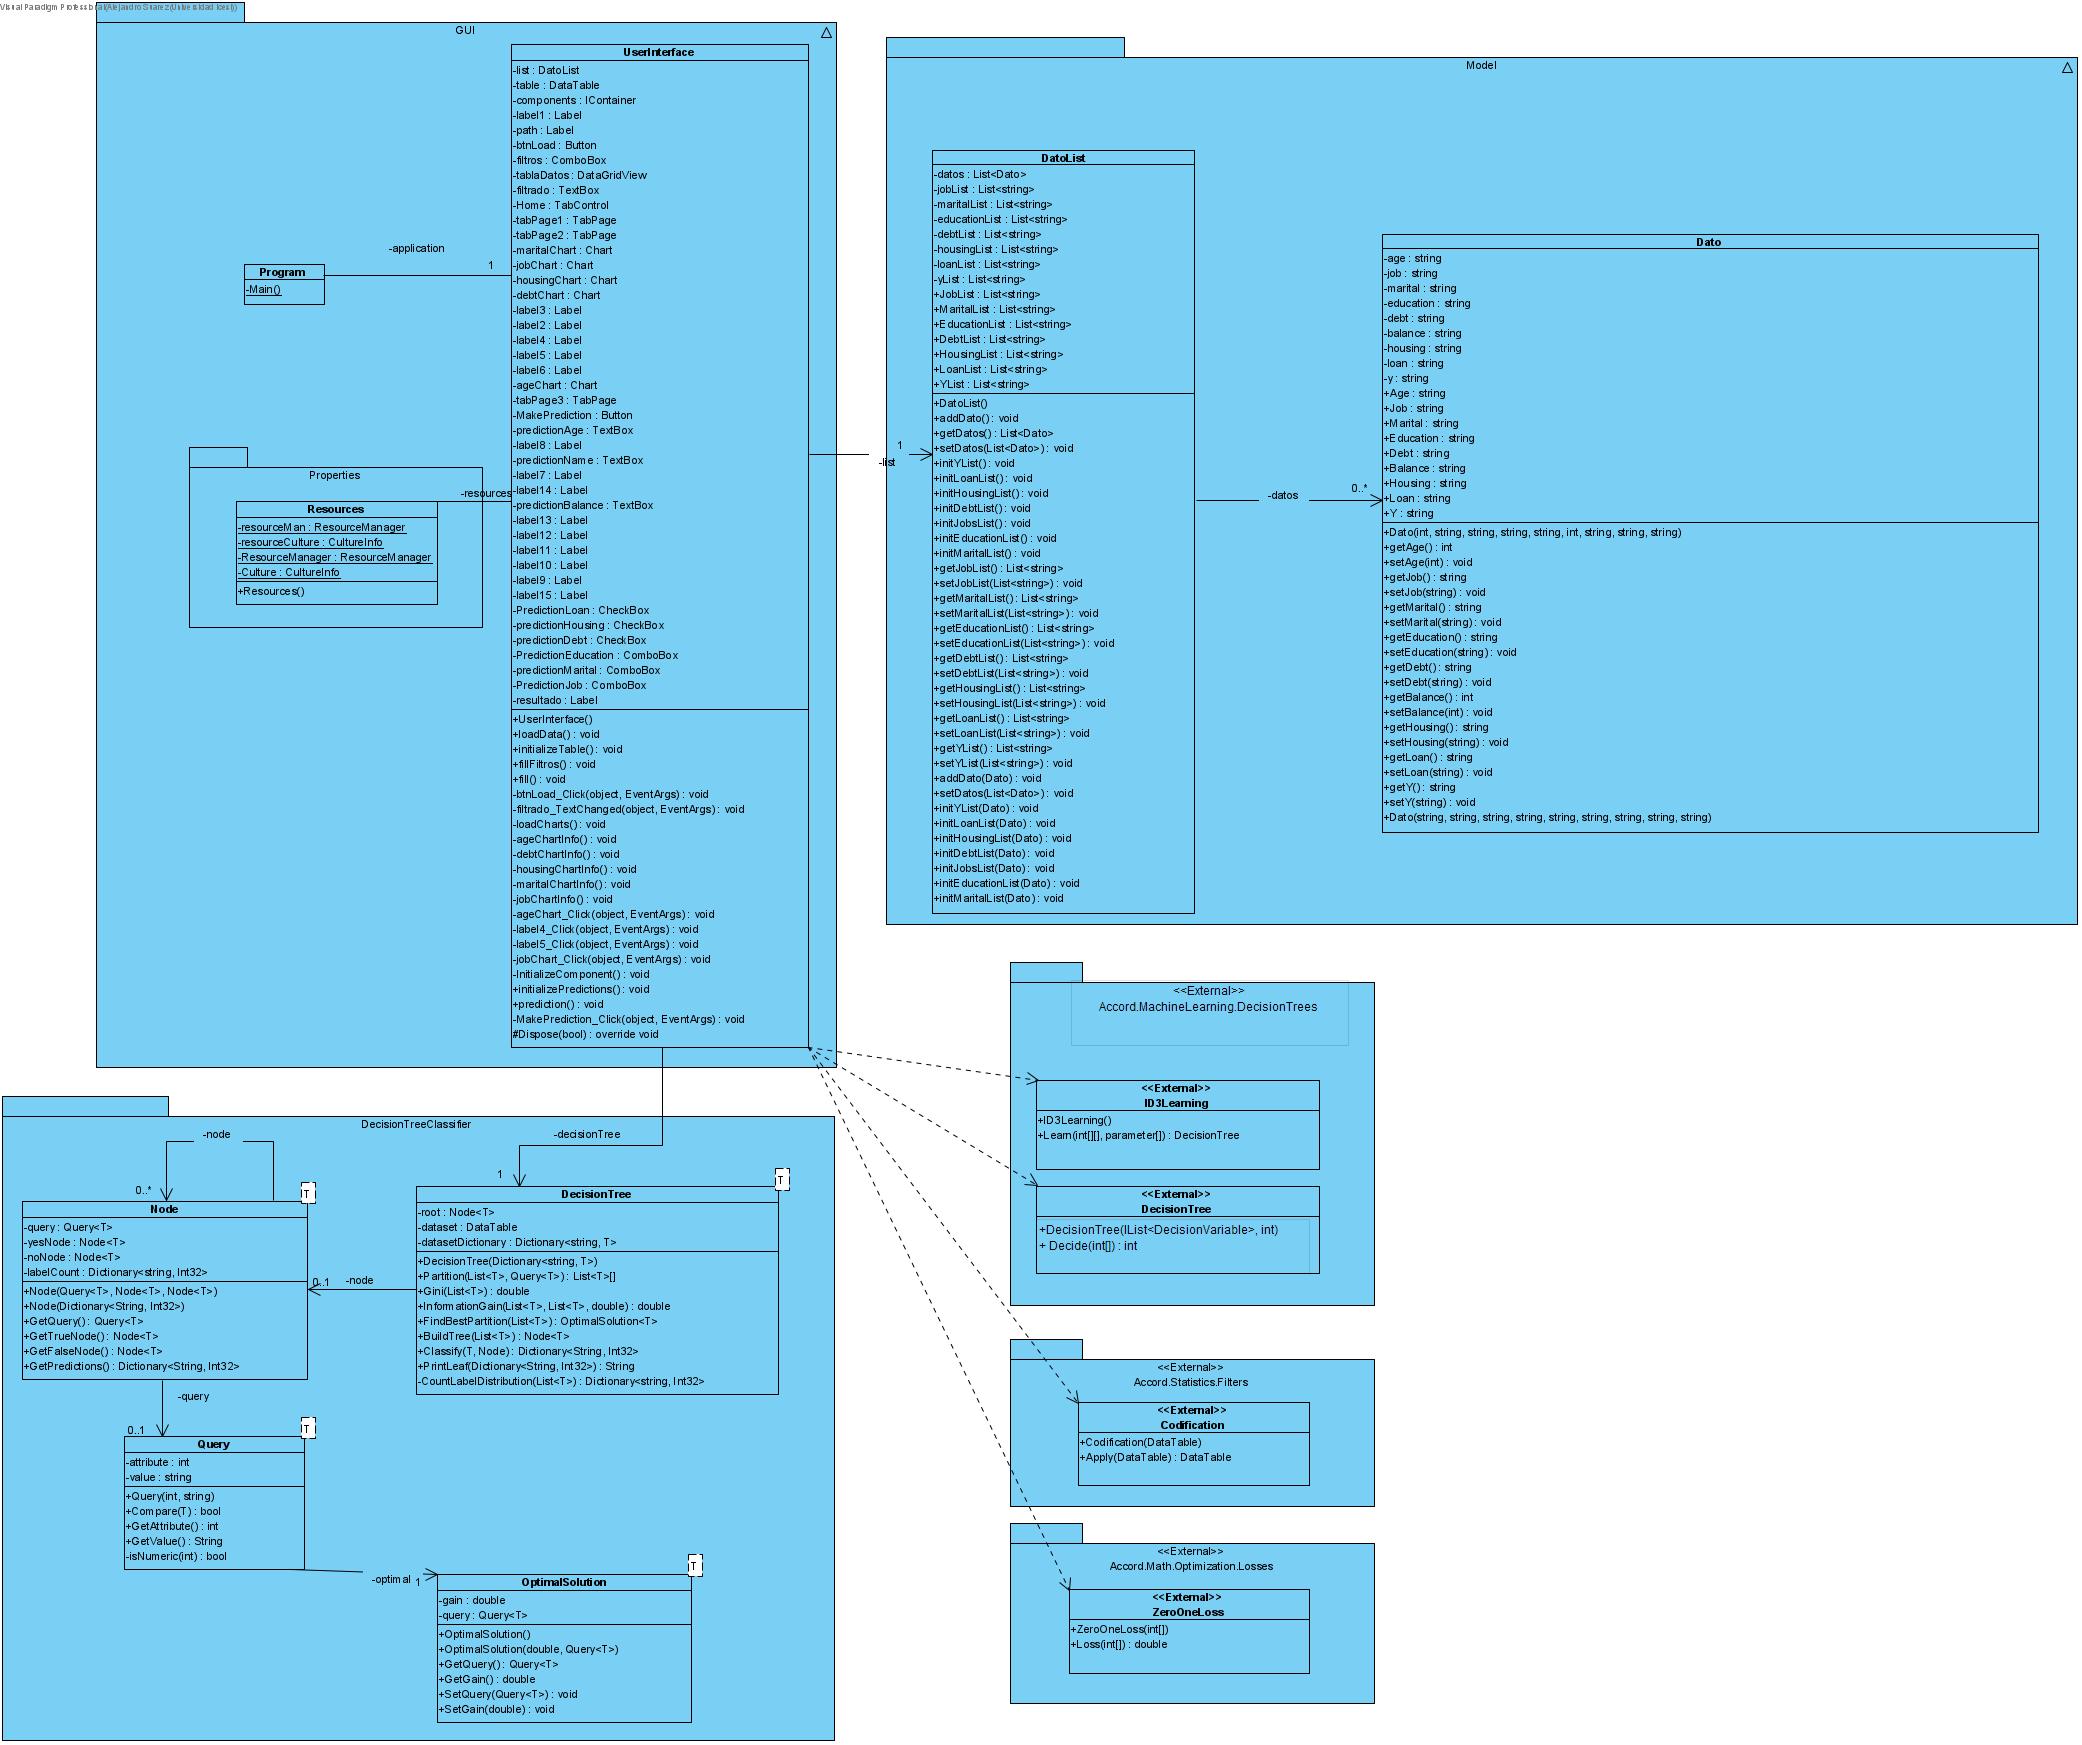 Visual Paradigm Professional(Alejandro Suarez(Universidad Icesi))
GUI
UserInterface
-list : DatoList
-table : DataTable
-components : IContainer
-label1 : Label
-path : Label
-btnLoad : Button
-filtros : ComboBox
-tablaDatos : DataGridView
-filtrado : TextBox
-Home : TabControl
-tabPage1 : TabPage
-tabPage2 : TabPage
-maritalChart : Chart
-jobChart : Chart
-housingChart : Chart
-debtChart : Chart
-label3 : Label
-label2 : Label
-label4 : Label
-label5 : Label
-label6 : Label
-ageChart : Chart
-tabPage3 : TabPage
-MakePrediction : Button
-predictionAge : TextBox
-label8 : Label
-predictionName : TextBox
-label7 : Label
-label14 : Label
-predictionBalance : TextBox
-label13 : Label
-label12 : Label
-label11 : Label
-label10 : Label
-label9 : Label
-label15 : Label
-PredictionLoan : CheckBox
-predictionHousing : CheckBox
-predictionDebt : CheckBox
-PredictionEducation : ComboBox
-predictionMarital : ComboBox
-PredictionJob : ComboBox
-resultado : Label
+UserInterface()
+loadData() : void
+initializeTable() : void
+fillFiltros() : void
+fill() : void
-btnLoad_Click(object, EventArgs) : void
-filtrado_TextChanged(object, EventArgs) : void
-loadCharts() : void
-ageChartInfo() : void
-debtChartInfo() : void
-housingChartInfo() : void
-maritalChartInfo() : void
-jobChartInfo() : void
-ageChart_Click(object, EventArgs) : void
-label4_Click(object, EventArgs) : void
-label5_Click(object, EventArgs) : void
-jobChart_Click(object, EventArgs) : void
-InitializeComponent() : void
+initializePredictions() : void
+prediction() : void
-MakePrediction_Click(object, EventArgs) : void
#Dispose(bool) : override void
-application
1
Program
-Main()
Properties
-resources
Resources
-resourceMan : ResourceManager
-resourceCulture : CultureInfo
-ResourceManager : ResourceManager
-Culture : CultureInfo
+Resources()
1
-list
Model
DatoList
-datos : List<Dato>
-jobList : List<string>
-maritalList : List<string>
-educationList : List<string>
-debtList : List<string>
-housingList : List<string>
-loanList : List<string>
-yList : List<string>
+JobList : List<string>
+MaritalList : List<string>
+EducationList : List<string>
+DebtList : List<string>
+HousingList : List<string>
+LoanList : List<string>
+YList : List<string>
+DatoList()
+addDato() : void
+getDatos() : List<Dato>
+setDatos(List<Dato>) : void
+initYList() : void
+initLoanList() : void
+initHousingList() : void
+initDebtList() : void
+initJobsList() : void
+initEducationList() : void
+initMaritalList() : void
+getJobList() : List<string>
+setJobList(List<string>) : void
+getMaritalList() : List<string>
+setMaritalList(List<string>) : void
+getEducationList() : List<string>
+setEducationList(List<string>) : void
+getDebtList() : List<string>
+setDebtList(List<string>) : void
+getHousingList() : List<string>
+setHousingList(List<string>) : void
+getLoanList() : List<string>
+setLoanList(List<string>) : void
+getYList() : List<string>
+setYList(List<string>) : void
+addDato(Dato) : void
+setDatos(List<Dato>) : void
+initYList(Dato) : void
+initLoanList(Dato) : void
+initHousingList(Dato) : void
+initDebtList(Dato) : void
+initJobsList(Dato) : void
+initEducationList(Dato) : void
+initMaritalList(Dato) : void
-datos
0..*
Dato
-age : string
-job : string
-marital : string
-education : string
-debt : string
-balance : string
-housing : string
-loan : string
-y : string
+Age : string
+Job : string
+Marital : string
+Education : string
+Debt : string
+Balance : string
+Housing : string
+Loan : string
+Y : string
+Dato(int, string, string, string, string, int, string, string, string)
+getAge() : int
+setAge(int) : void
+getJob() : string
+setJob(string) : void
+getMarital() : string
+setMarital(string) : void
+getEducation() : string
+setEducation(string) : void
+getDebt() : string
+setDebt(string) : void
+getBalance() : int
+setBalance(int) : void
+getHousing() : string
+setHousing(string) : void
+getLoan() : string
+setLoan(string) : void
+getY() : string
+setY(string) : void
+Dato(string, string, string, string, string, string, string, string, string)
DecisionTreeClassifier
-node
0..*
T
Node
-query : Query<T>
-yesNode : Node<T>
-noNode : Node<T>
-labelCount : Dictionary<string, Int32>
+Node(Query<T>, Node<T>, Node<T>)
+Node(Dictionary<String, Int32>)
+GetQuery() : Query<T>
+GetTrueNode() : Node<T>
+GetFalseNode() : Node<T>
+GetPredictions() : Dictionary<String, Int32>
-decisionTree
1
T
DecisionTree
-root : Node<T>
-dataset : DataTable
-datasetDictionary : Dictionary<string, T>
+DecisionTree(Dictionary<string, T>)
+Partition(List<T>, Query<T>) : List<T>[]
+Gini(List<T>) : double
+InformationGain(List<T>, List<T>, double) : double
+FindBestPartition(List<T>) : OptimalSolution<T>
+BuildTree(List<T>) : Node<T>
+Classify(T, Node) : Dictionary<String, Int32>
+PrintLeaf(Dictionary<String, Int32>) : String
-CountLabelDistribution(List<T>) : Dictionary<string, Int32>
0..1
-node
-query
0..1
T
Query
-attribute : int
-value : string
+Query(int, string)
+Compare(T) : bool
+GetAttribute() : int
+GetValue() : String
-isNumeric(int) : bool
-optimal
1
T
OptimalSolution
-gain : double
-query : Query<T>
+OptimalSolution()
+OptimalSolution(double, Query<T>)
+GetQuery() : Query<T>
+GetGain() : double
+SetQuery(Query<T>) : void
+SetGain(double) : void
<<External>>
Accord.MachineLearning.DecisionTrees
<<External>>
ID3Learning
+ID3Learning()
+Learn(int[][], parameter[]) : DecisionTree
<<External>>
DecisionTree
+DecisionTree(IList<DecisionVariable>, int)
+ Decide(int[]) : int
<<External>>
Accord.Statistics.Filters
<<External>>
Codification
+Codification(DataTable)
+Apply(DataTable) : DataTable
<<External>>
Accord.Math.Optimization.Losses
<<External>>
ZeroOneLoss
+ZeroOneLoss(int[])
+Loss(int[]) : double